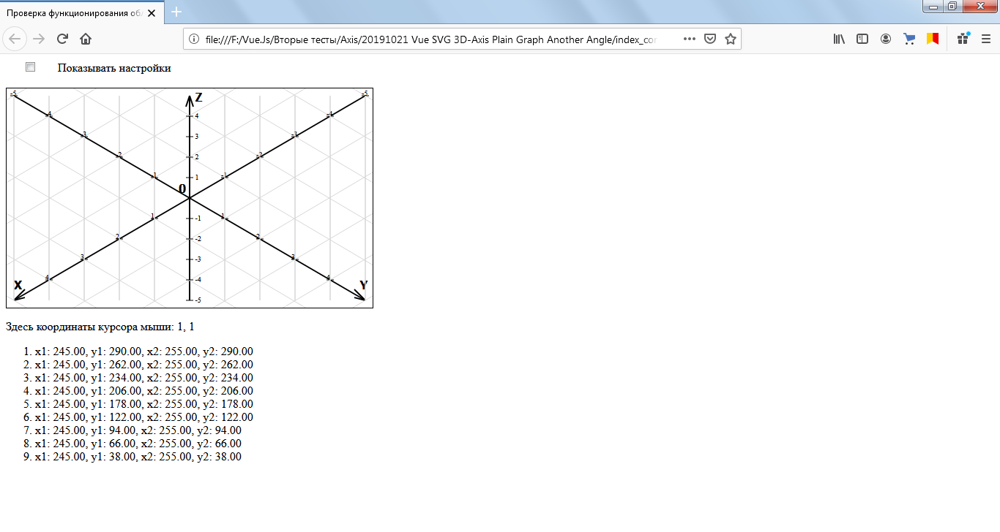 Проверка функционирования обл
file:///F:/Vue.Js/Вторые тесты/Axis/20191021 Vue SVG 3D-Axis Plain Graph Another Angle/index_cor
Показывать настройки
-5 Z -5
-4 4 -4
-3 3 -3
-2 2 -2
-1 1 -1
0
1 -1 1
2 -2 2
3 -3 3
4 -4 4
X Y
-5
Здесь координаты курсора мыши: 1, 1
1. x1: 245.00, y1: 290.00, x2: 255.00, y2: 290.00
2. x1: 245.00, y1: 262.00, x2: 255.00, y2: 262.00
3. x1: 245.00, y1: 234.00, x2: 255.00, y2: 234.00
4. x1: 245.00, y1: 206.00, x2: 255.00, y2: 206.00
5. x1: 245.00, y1: 178.00, x2: 255.00, y2: 178.00
6. x1: 245.00, y1: 122.00, x2: 255.00, y2: 122.00
7. x1: 245.00, y1: 94.00, x2: 255.00, y2: 94.00
8. x1: 245.00, y1: 66.00, x2: 255.00, y2: 66.00
9. x1: 245.00, y1: 38.00, x2: 255.00, y2: 38.00